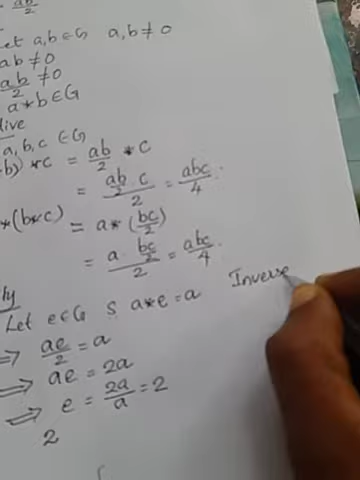 = ab/2
Let a,b ∈ G a,b ≠ 0
ab ≠ 0
ab/2 ≠ 0
a*b ∈ G
tive
a,b,c ∈ G
b) *c = ab/2 * c
= (ab/2 · c)/2 = abc/4.
*(b*c) = a*(bc/2)
= (a · bc/2)/2 = abc/4.
ity
Let e∈G s a*e = a Inverse
⇒ ae/2 = a
⇒ ae = 2a
⇒ e = 2a/a = 2
2